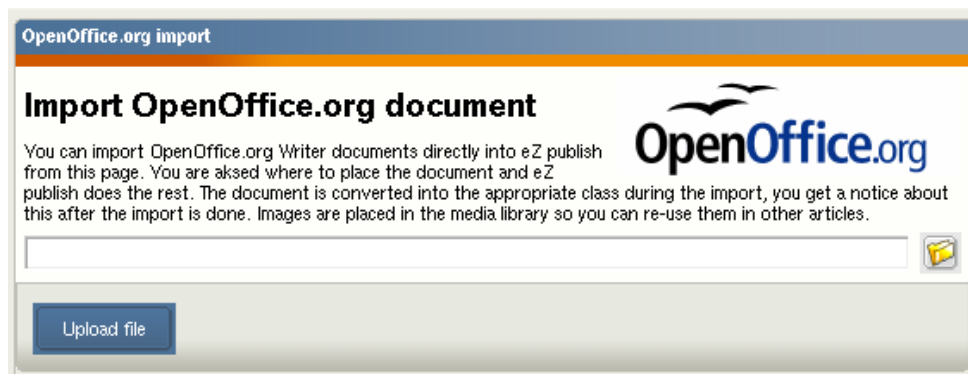 OpenOffice.org import
Import OpenOffice.org document
OpenOffice.org
You can import OpenOffice.org Writer documents directly into eZ publish
from this page. You are aksed where to place the document and eZ
publish does the rest. The document is converted into the appropriate class during the import, you get a notice about
this after the import is done. Images are placed in the media library so you can re-use them in other articles.
Upload file